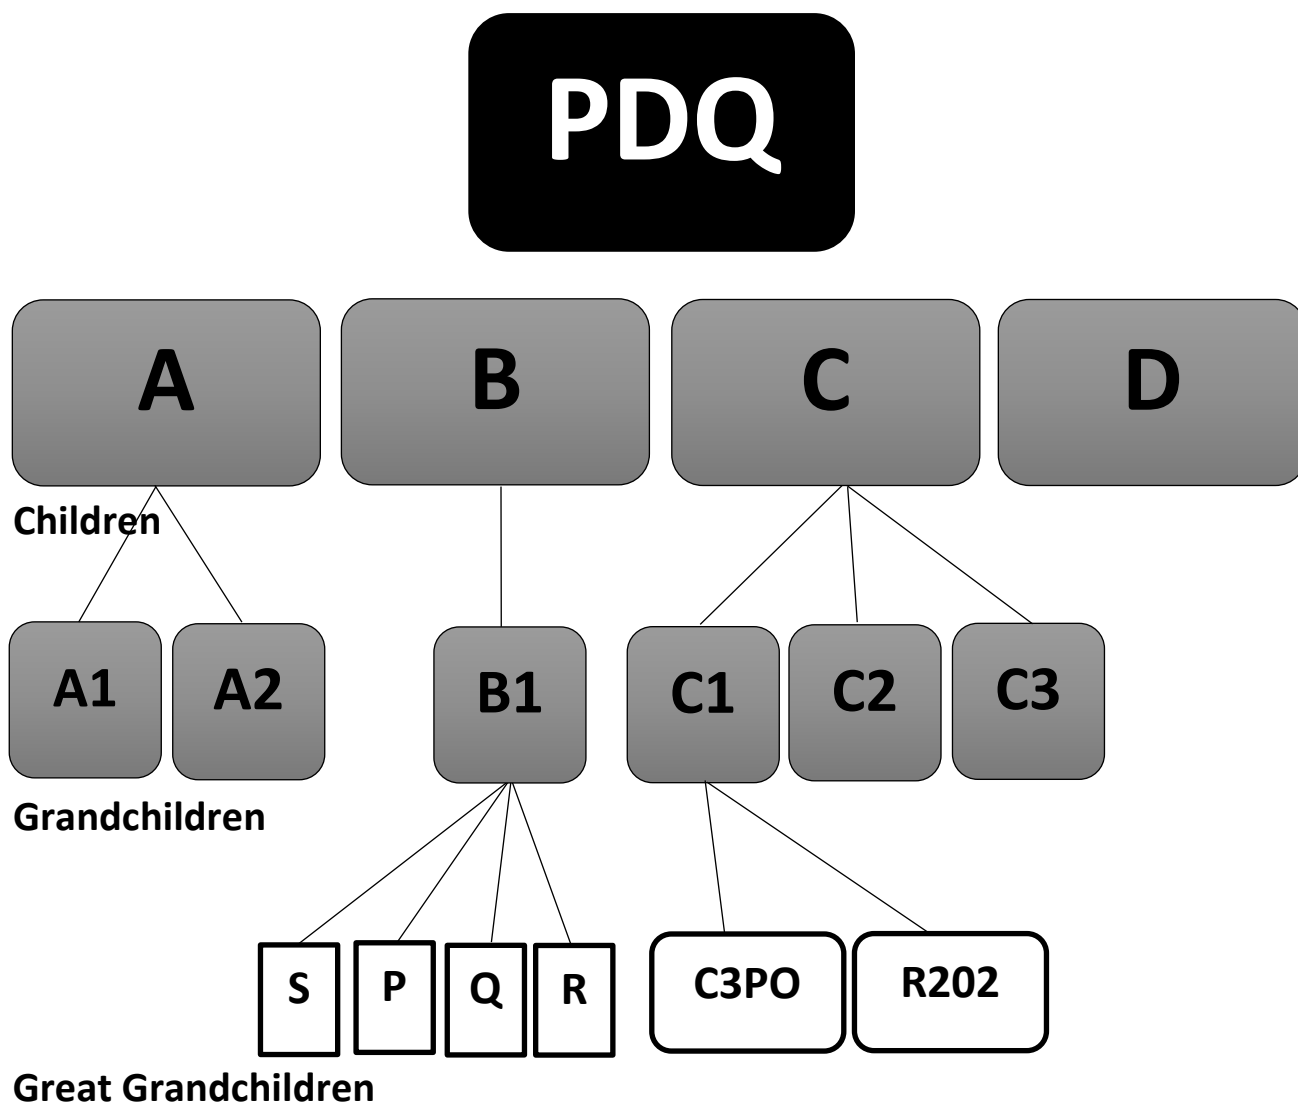 PDQ
A B C D
Children
A1 A2 B1 C1 C2 C3
Grandchildren
S P Q R C3PO R202
Great Grandchildren